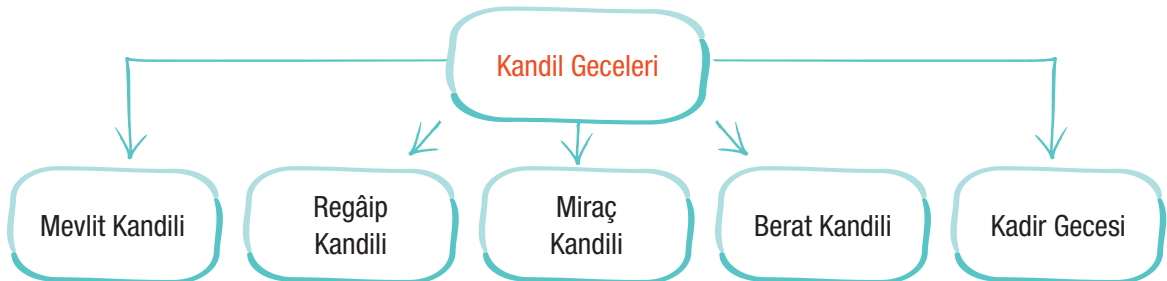 Kandil Geceleri
Mevlit Kandili
Regâip
Kandili
Miraç
Kandili
Berat Kandili
Kadir Gecesi